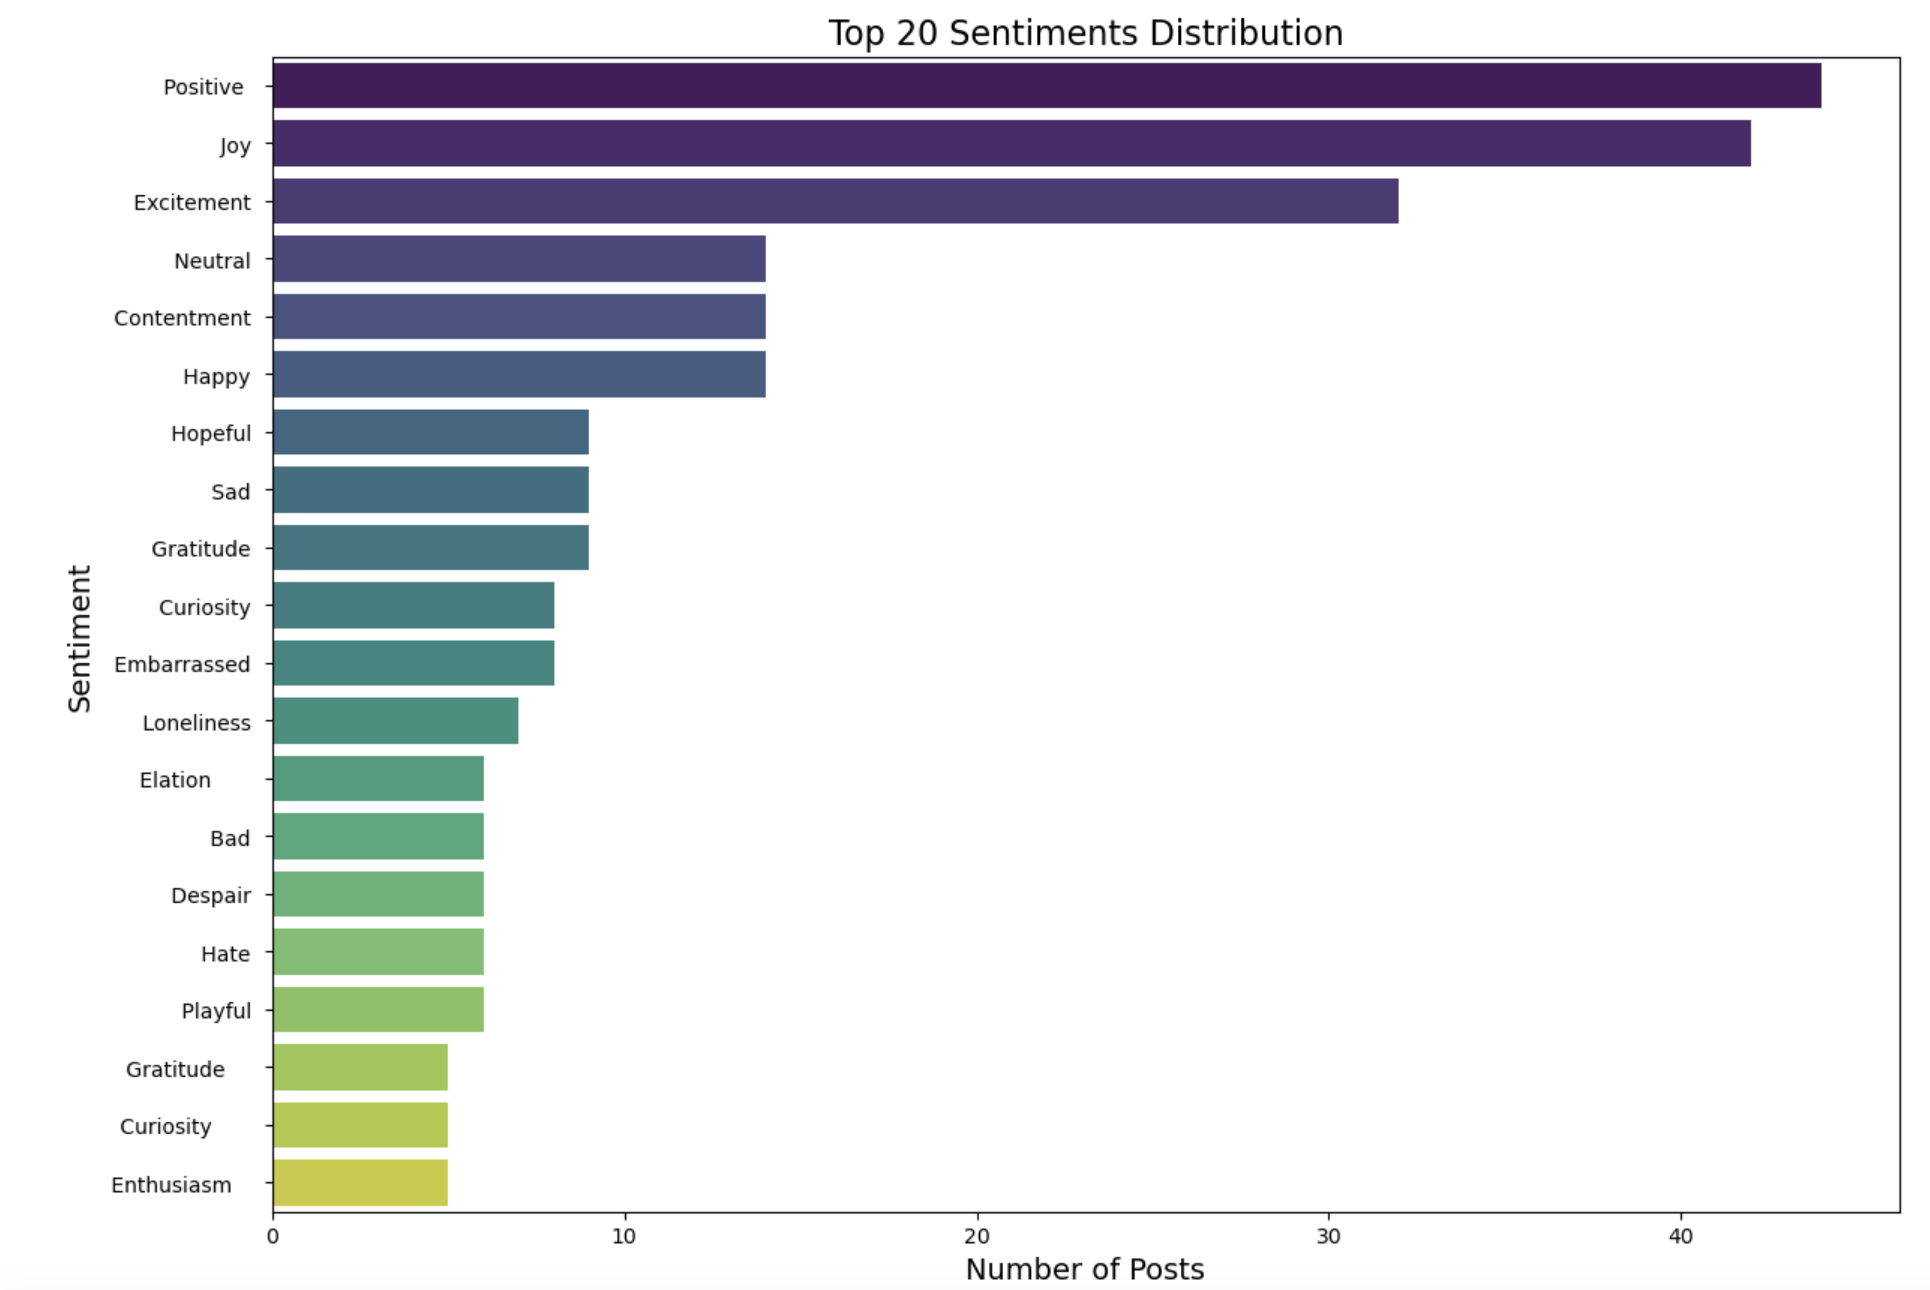 Top 20 Sentiments Distribution
Positive
Joy
Excitement
Neutral
Contentment
Happy
Hopeful
Sad
Gratitude
Curiosity
Embarrassed
Loneliness
Elation
Bad
Despair
Hate
Playful
Gratitude
Curiosity
Enthusiasm
Sentiment
0 10 20 30 40
Number of Posts